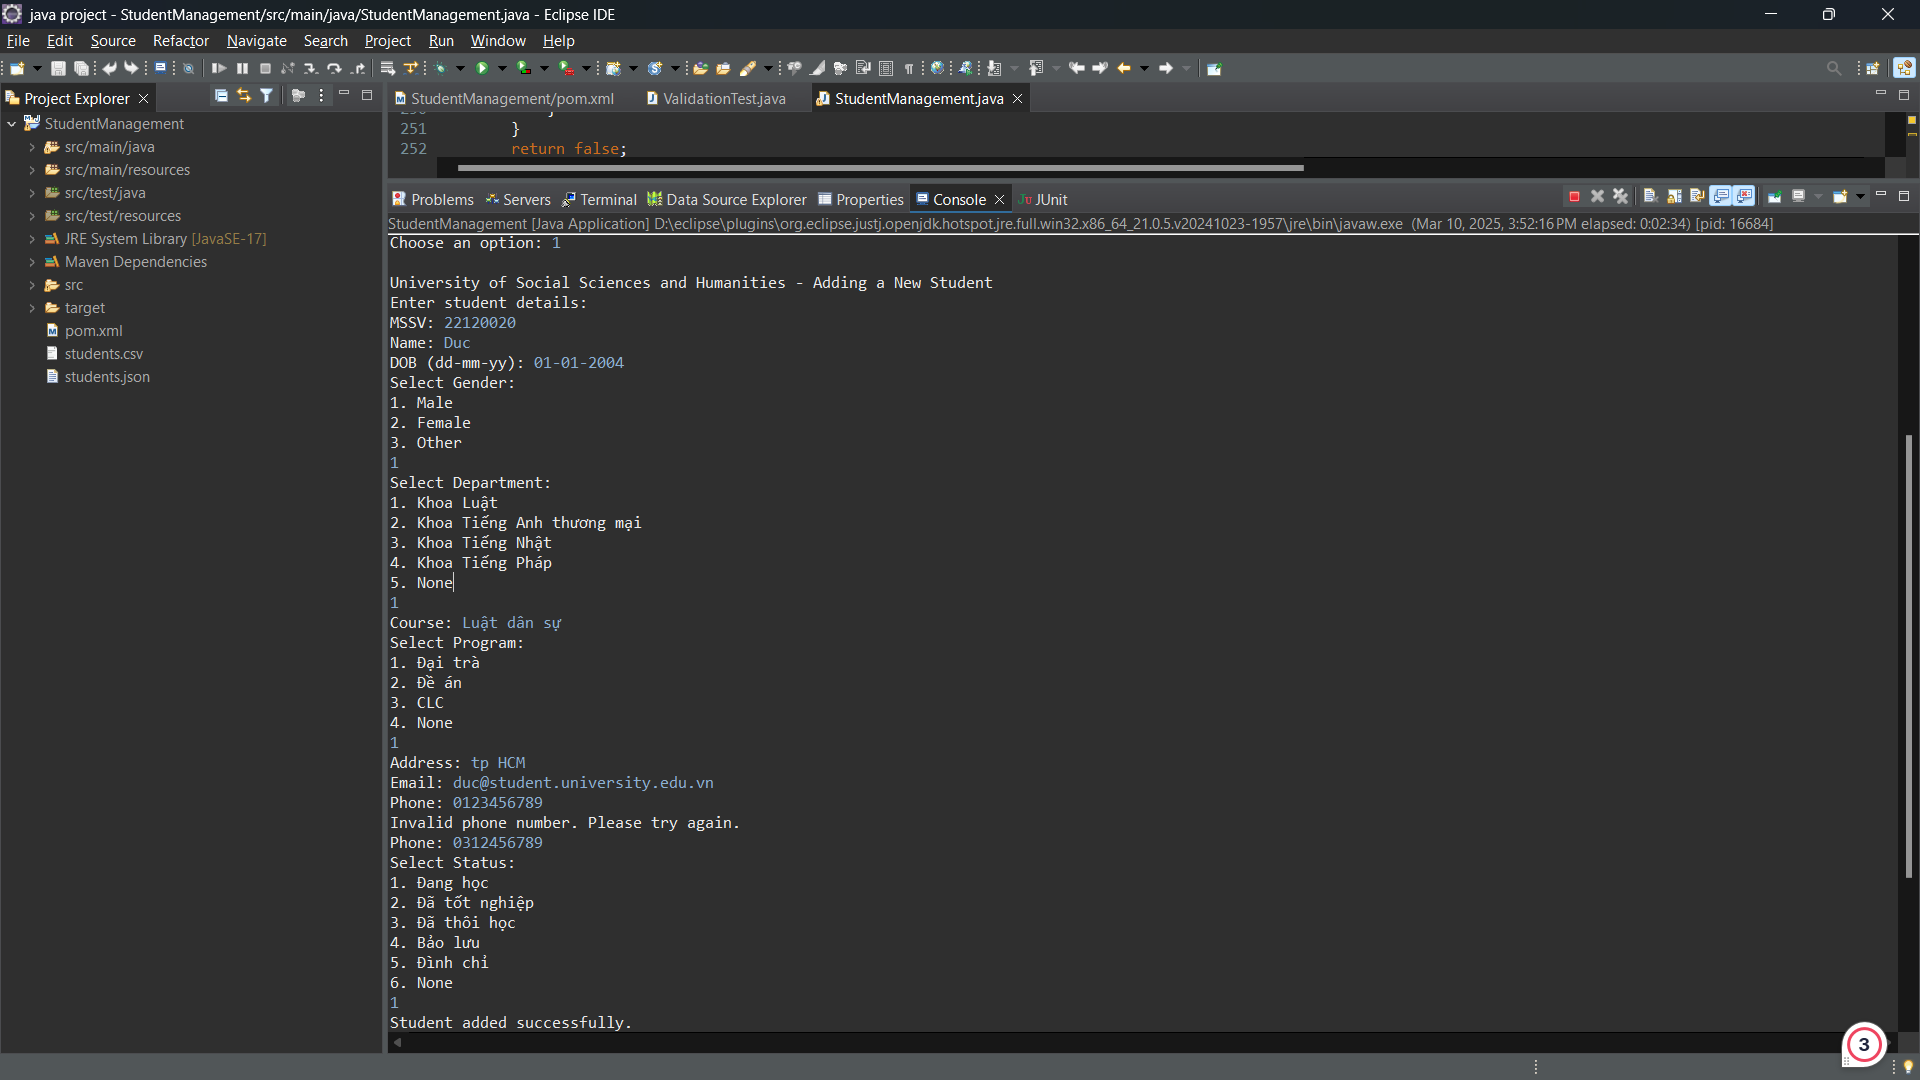 java project - StudentManagement/src/main/java/StudentManagement.java - Eclipse IDE
File Edit Source Refactor Navigate Search Project Run Window Help
Project Explorer
StudentManagement/pom.xml ValidationTest.java StudentManagement.java
StudentManagement
src/main/java
src/main/resources
src/test/java
src/test/resources
JRE System Library [JavaSE-17]
Maven Dependencies
src
target
pom.xml
students.csv
students.json
251 }
252 return false;
Problems Servers Terminal Data Source Explorer Properties Console JUnit
StudentManagement [Java Application] D:\eclipse\plugins\org.eclipse.justj.openjdk.hotspot.jre.full.win32.x86_64_21.0.5.v20241023-1957\jre\bin\javaw.exe (Mar 10, 2025, 3:52:16 PM elapsed: 0:02:34) [pid: 16684]
Choose an option: 1
University of Social Sciences and Humanities - Adding a New Student
Enter student details:
MSSV: 22120020
Name: Duc
DOB (dd-mm-yy): 01-01-2004
Select Gender:
1. Male
2. Female
3. Other
1
Select Department:
1. Khoa Luật
2. Khoa Tiếng Anh thương mại
3. Khoa Tiếng Nhật
4. Khoa Tiếng Pháp
5. None
1
Course: Luật dân sự
Select Program:
1. Đại trà
2. Đề án
3. CLC
4. None
1
Address: tp HCM
Email: duc@student.university.edu.vn
Phone: 0123456789
Invalid phone number. Please try again.
Phone: 0312456789
Select Status:
1. Đang học
2. Đã tốt nghiệp
3. Đã thôi học
4. Bảo lưu
5. Đình chỉ
6. None
1
Student added successfully.
3